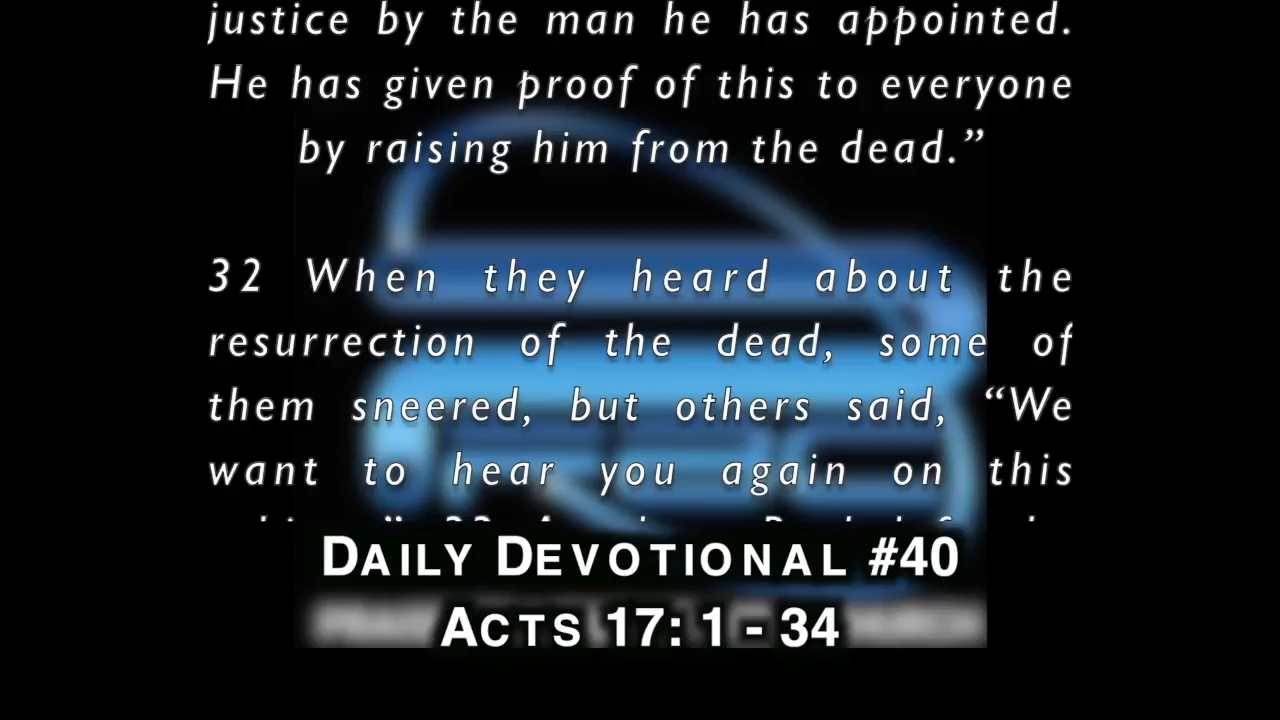 justice by the man he has appointed.
He has given proof of this to everyone
by raising him from the dead.”
32 When they heard about the
resurrection of the dead, some of
them sneered, but others said, “We
want to hear you again on this
DAILY DEVOTIONAL #40
ACTS 17: 1 - 34